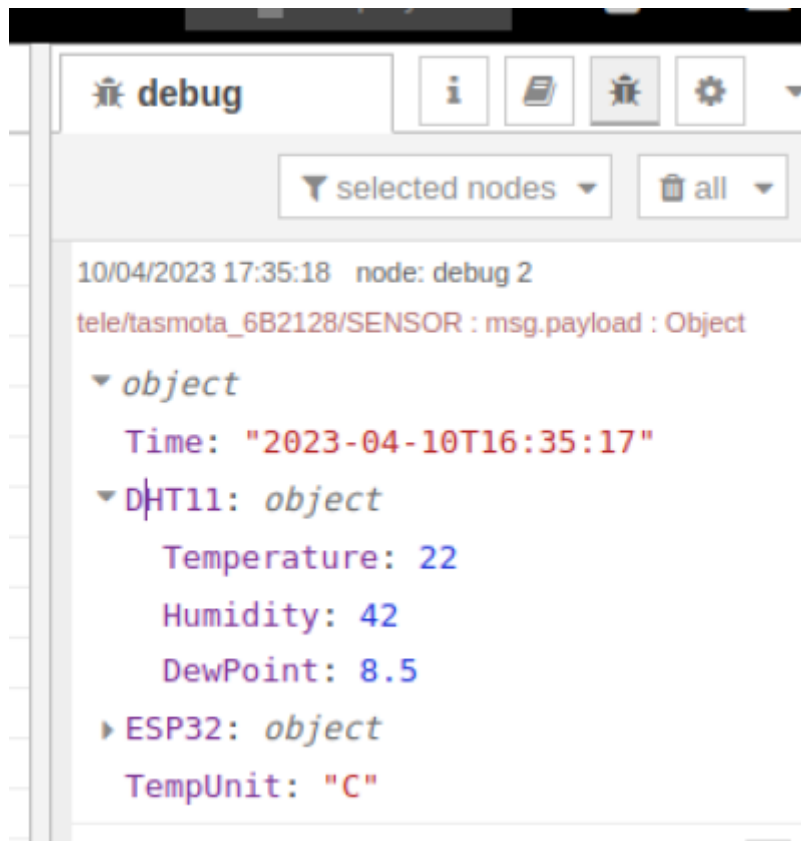 debug
i
selected nodes
all
10/04/2023 17:35:18 node: debug 2
tele/tasmota_6B2128/SENSOR : msg.payload : Object
object
Time: "2023-04-10T16:35:17"
DHT11: object
Temperature: 22
Humidity: 42
DewPoint: 8.5
ESP32: object
TempUnit: "C"